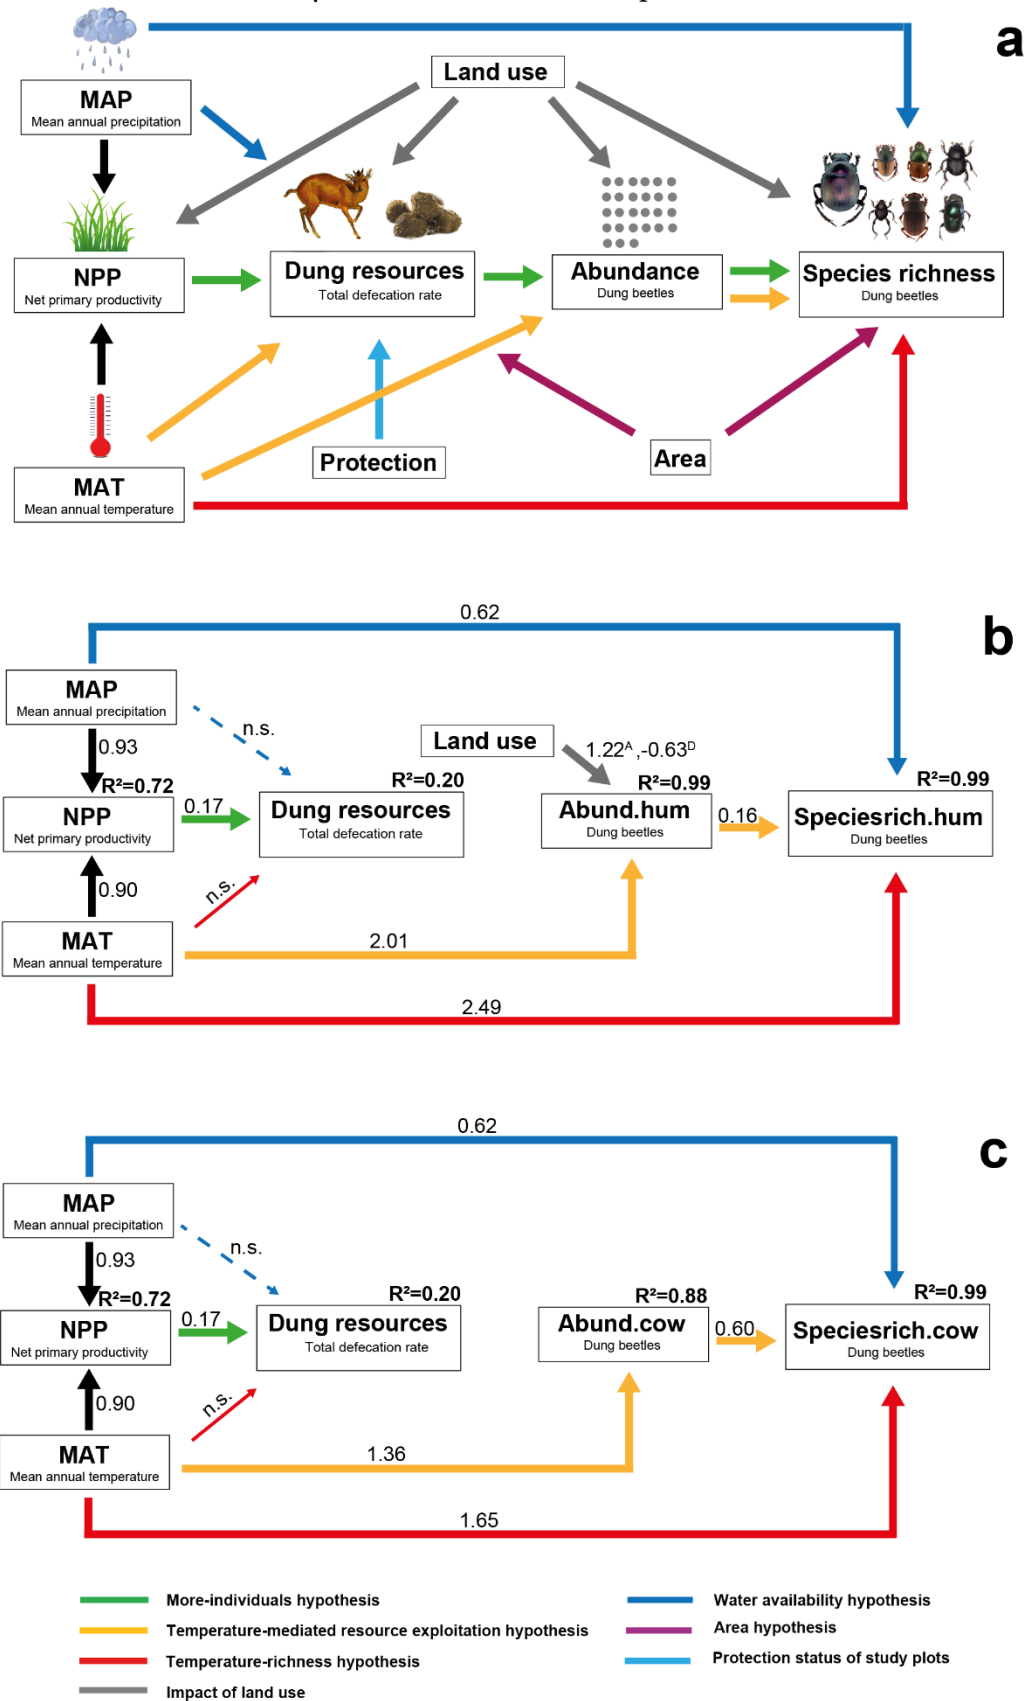 a
Land use
MAP
Mean annual precipitation
NPP
Net primary productivity
Dung resources
Total defecation rate
Abundance
Dung beetles
Species richness
Dung beetles
Protection
Area
MAT
Mean annual temperature
0.62
b
MAP
Mean annual precipitation
n.s.
Land use
1.22ᴬ,-0.63ᴰ
0.93
R²=0.72
R²=0.20
R²=0.99
R²=0.99
NPP
Net primary productivity
0.17
Dung resources
Total defecation rate
Abund.hum
Dung beetles
0.16
Speciesrich.hum
Dung beetles
0.90
n.s.
MAT
Mean annual temperature
2.01
2.49
0.62
c
MAP
Mean annual precipitation
n.s.
0.93
R²=0.72
R²=0.20
R²=0.88
R²=0.99
NPP
Net primary productivity
0.17
Dung resources
Total defecation rate
Abund.cow
Dung beetles
0.60
Speciesrich.cow
Dung beetles
0.90
n.s.
MAT
Mean annual temperature
1.36
1.65
More-individuals hypothesis
Temperature-mediated resource exploitation hypothesis
Temperature-richness hypothesis
Impact of land use
Water availability hypothesis
Area hypothesis
Protection status of study plots